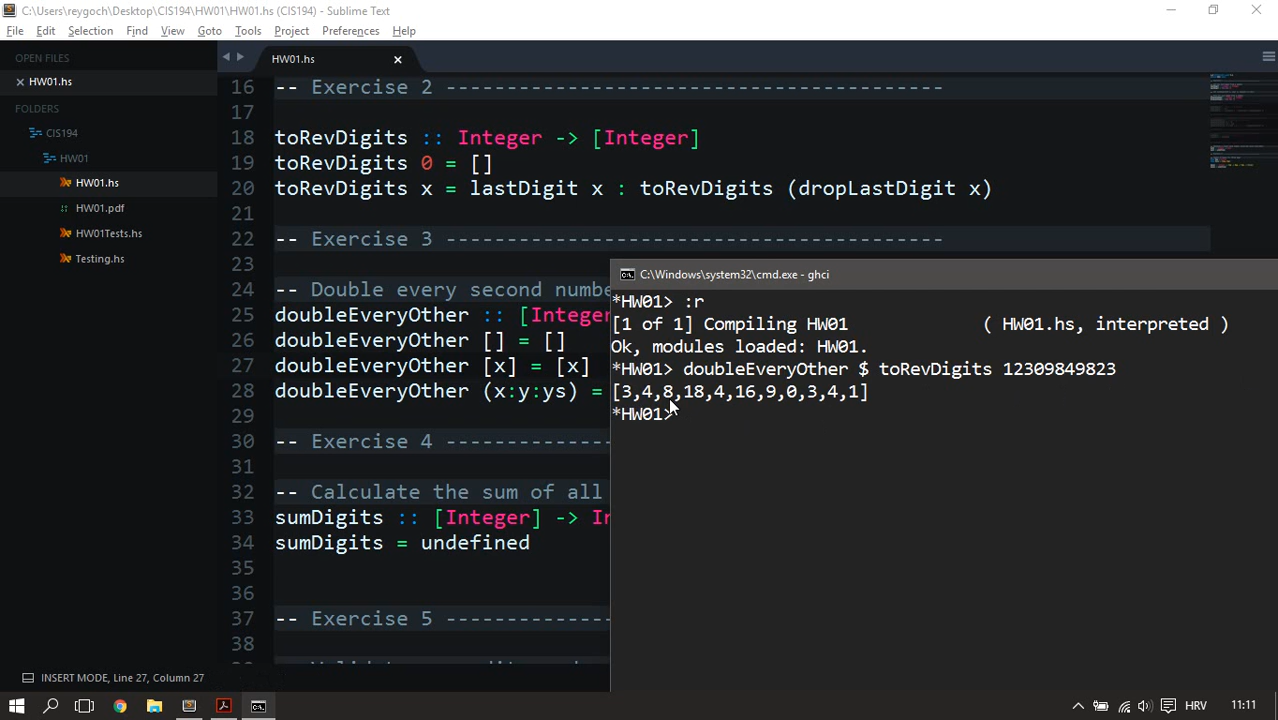 C:\Users\reygoch\Desktop\CIS194\HW01\HW01.hs (CIS194) - Sublime Text
File Edit Selection Find View Goto Tools Project Preferences Help
OPEN FILES
HW01.hs
FOLDERS
CIS194
HW01
HW01.hs
HW01.pdf
HW01Tests.hs
Testing.hs
HW01.hs
16 -- Exercise 2 -----------------------------------------
17
18 toRevDigits :: Integer -> [Integer]
19 toRevDigits 0 = []
20 toRevDigits x = lastDigit x : toRevDigits (dropLastDigit x)
21
22 -- Exercise 3 -----------------------------------------
23
24 -- Double every second numbe
25 doubleEveryOther :: [Integer
26 doubleEveryOther [] = []
27 doubleEveryOther [x] = [x]
28 doubleEveryOther (x:y:ys) =
29
30 -- Exercise 4 -------------
31
32 -- Calculate the sum of all
33 sumDigits :: [Integer] -> In
34 sumDigits = undefined
35
36
37 -- Exercise 5 -------------
38
C:\Windows\system32\cmd.exe - ghci
*HW01> :r
[1 of 1] Compiling HW01 ( HW01.hs, interpreted )
Ok, modules loaded: HW01.
*HW01> doubleEveryOther $ toRevDigits 12309849823
[3,4,8,18,4,16,9,0,3,4,1]
*HW01>
INSERT MODE, Line 27, Column 27
HRV
11:11